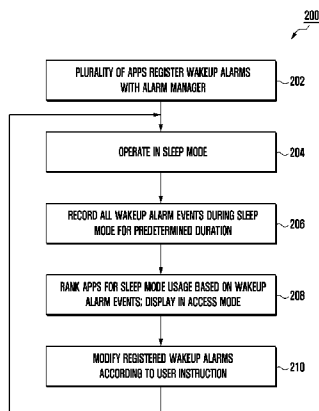 200
PLURALITY OF APPS REGISTER WAKEUP ALARMS
WITH ALARM MANAGER
202
OPERATE IN SLEEP MODE
204
RECORD ALL WAKEUP ALARM EVENTS DURING SLEEP
MODE FOR PREDETERMINED DURATION
206
RANK APPS FOR SLEEP MODE USAGE BASED ON WAKEUP
ALARM EVENTS; DISPLAY IN ACCESS MODE
208
MODIFY REGISTERED WAKEUP ALARMS
ACCORDING TO USER INSTRUCTION
210